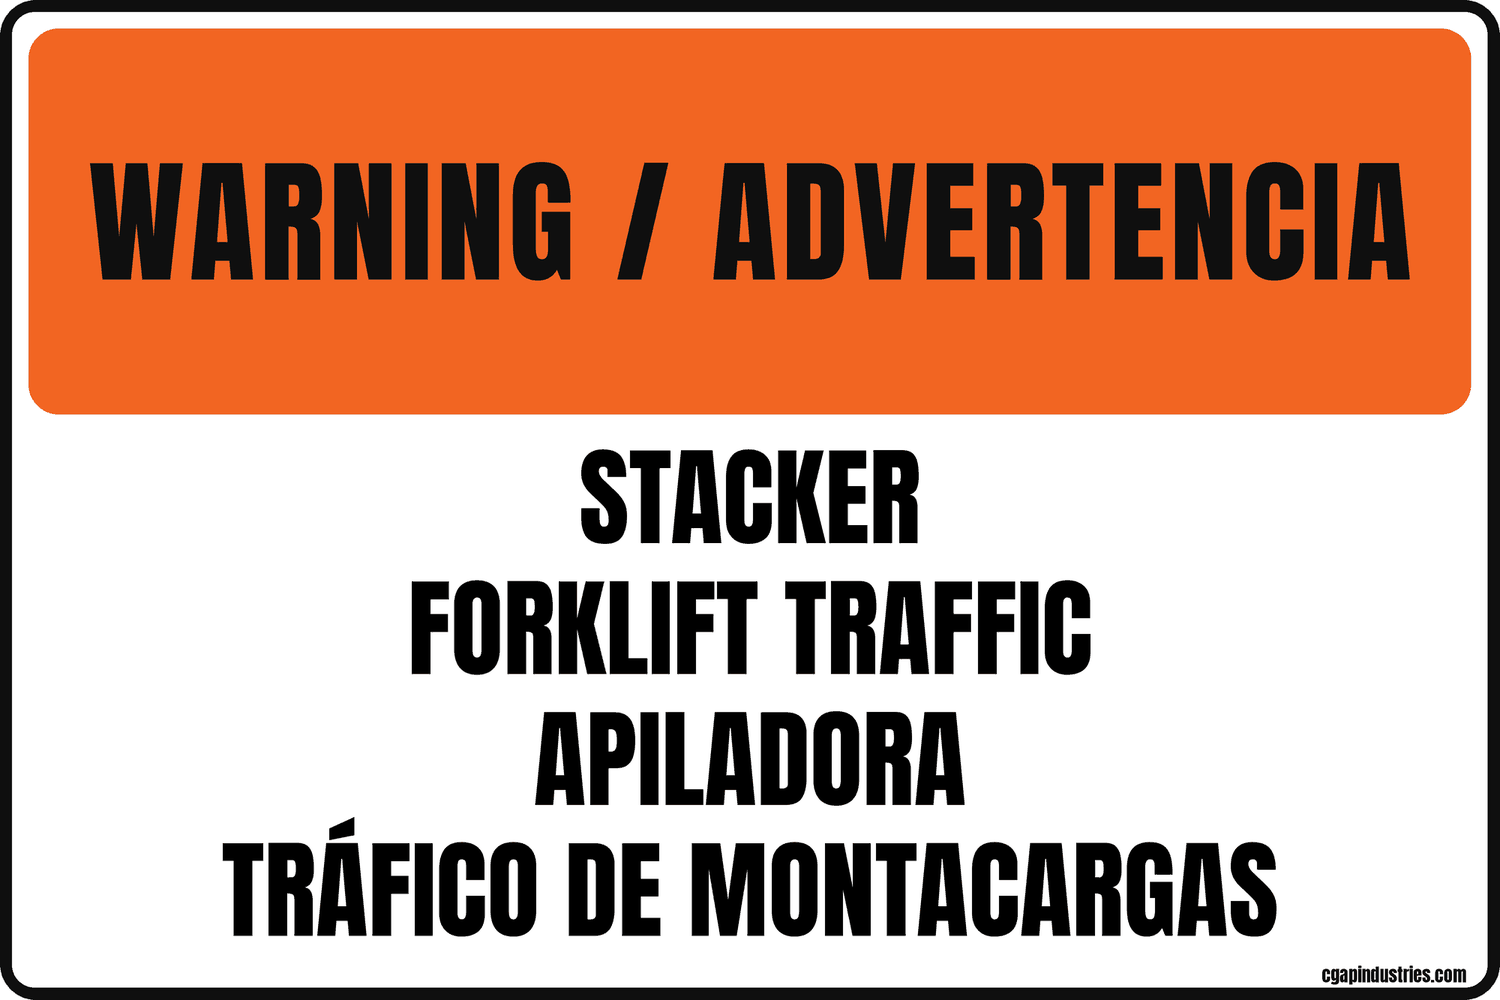 WARNING / ADVERTENCIA
STACKER
FORKLIFT TRAFFIC
APILADORA
TRÁFICO DE MONTACARGAS
cgapindustries.com